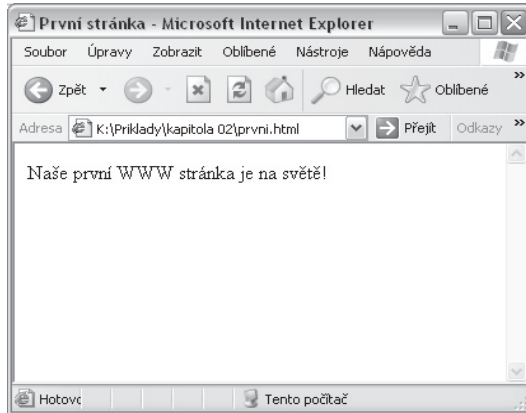 První stránka - Microsoft Internet Explorer
Soubor Úpravy Zobrazit Oblíbené Nástroje Nápověda
Zpět Hledat Oblíbené »
Adresa K:\Priklady\kapitola 02\prvni.html Přejít Odkazy »
Naše první WWW stránka je na světě!
Hotovo Tento počítač